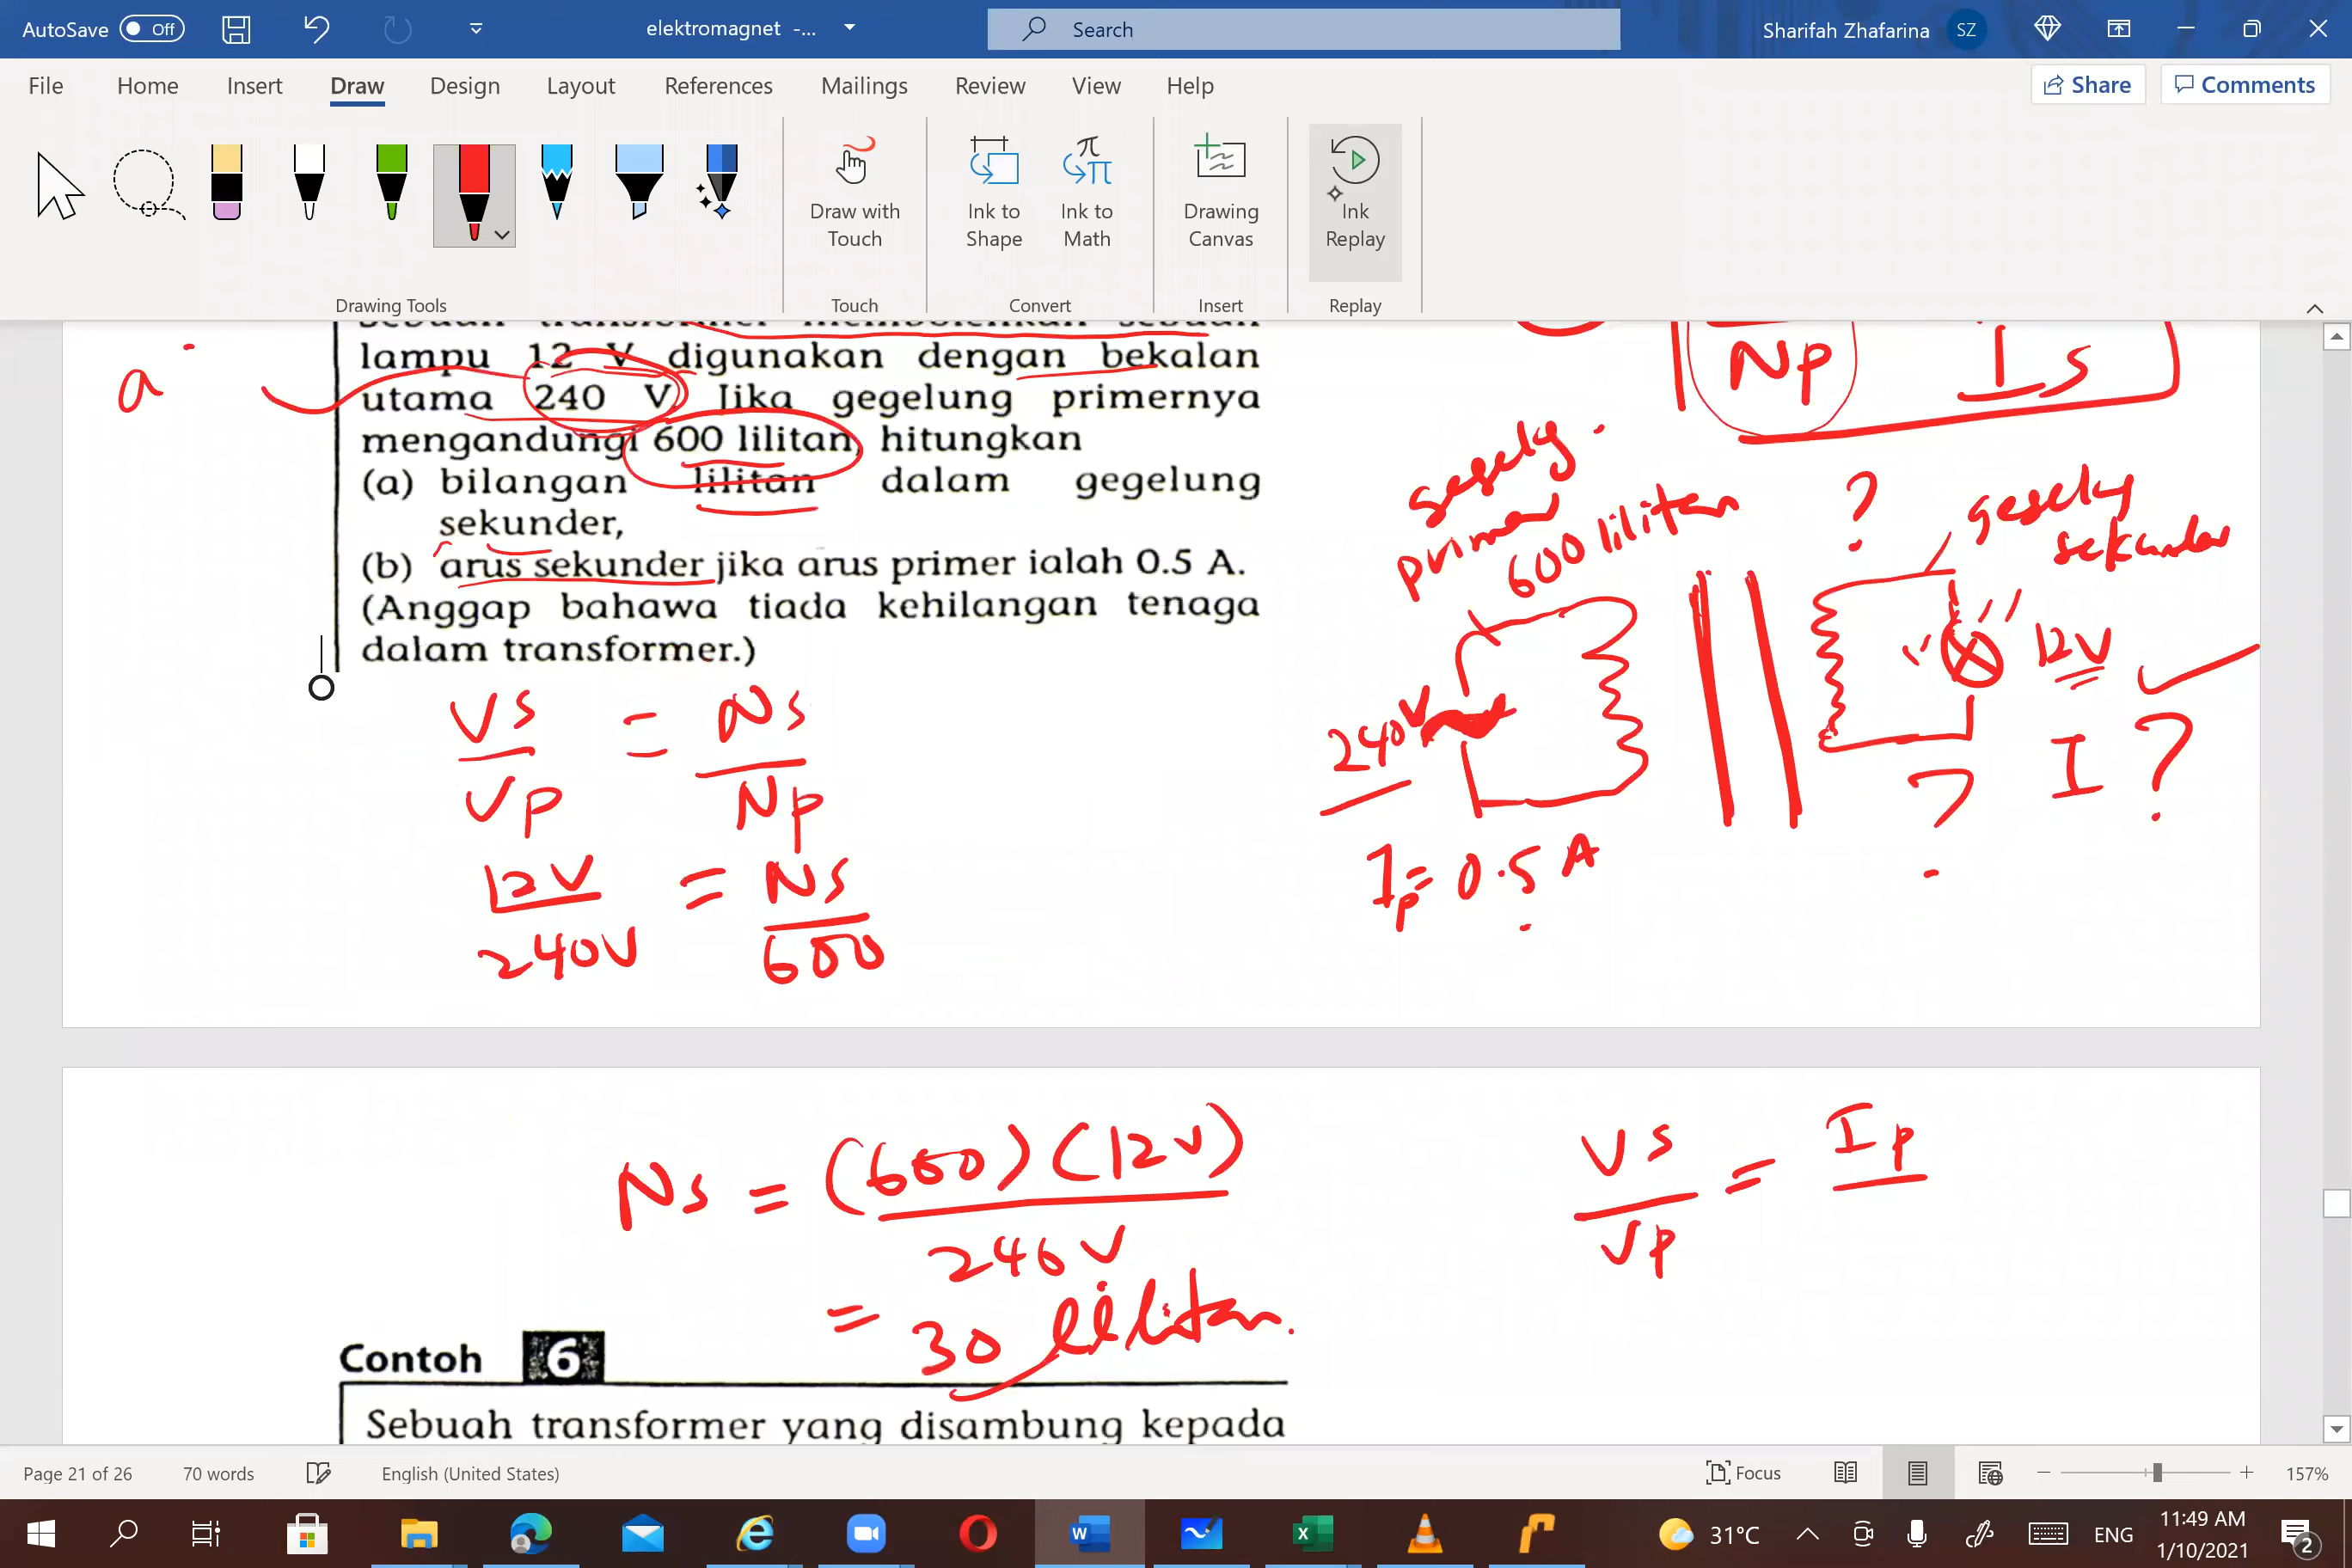 AutoSave Off elektromagnet -... Search Sharifah Zhafarina SZ
File Home Insert Draw Design Layout References Mailings Review View Help Share Comments
Draw with Touch
Ink to Shape
Ink to Math
Drawing Canvas
Ink Replay
Drawing Tools Touch Convert Insert Replay
Sebuah transformer membolehkan sebuah
lampu 12 V digunakan dengan bekalan
utama 240 V. Jika gegelung primernya
mengandungi 600 lilitan, hitungkan
(a) bilangan lilitan dalam gegelung
sekunder,
(b) arus sekunder jika arus primer ialah 0.5 A.
(Anggap bahawa tiada kehilangan tenaga
dalam transformer.)
a
Np Is
gegelung
primer
600 lilitan
?
gegelung
sekunder
240V
12V
I ?
?
Ip = 0.5 A
Vs/Vp = Ns/Np
12V/240V = Ns/600
Ns = (600)(12V)
240V
= 30 lilitan.
Vs/Vp = Ip
Contoh 6
Sebuah transformer yang disambung kepada
Page 21 of 26 70 words English (United States) Focus 157%
31°C ENG 11:49 AM
1/10/2021
2